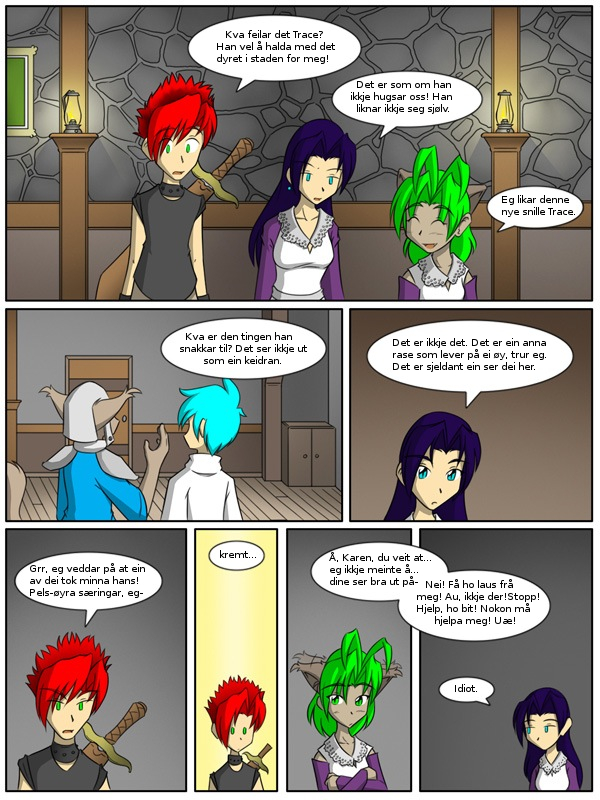 Kva feilar det Trace?
Han vel å halda med det
dyret i staden for meg!
Det er som om han
ikkje hugsar oss! Han
liknar ikkje seg sjølv.
Eg likar denne
nye snille Trace.
Kva er den tingen han
snakkar til? Det ser ikkje ut
som ein keidran.
Det er ikkje det. Det er ein anna
rase som lever på ei øy, trur eg.
Det er sjeldant ein ser dei her.
Grr, eg veddar på at ein
av dei tok minna hans!
Pels-øyra særingar, eg-
kremt...
Å, Karen, du veit at...
eg ikkje meinte å...
dine ser bra ut på-
Nei! Få ho laus frå
meg! Au, ikkje der!Stopp!
Hjelp, ho bit! Nokon må
hjelpa meg! Uæ!
Idiot.